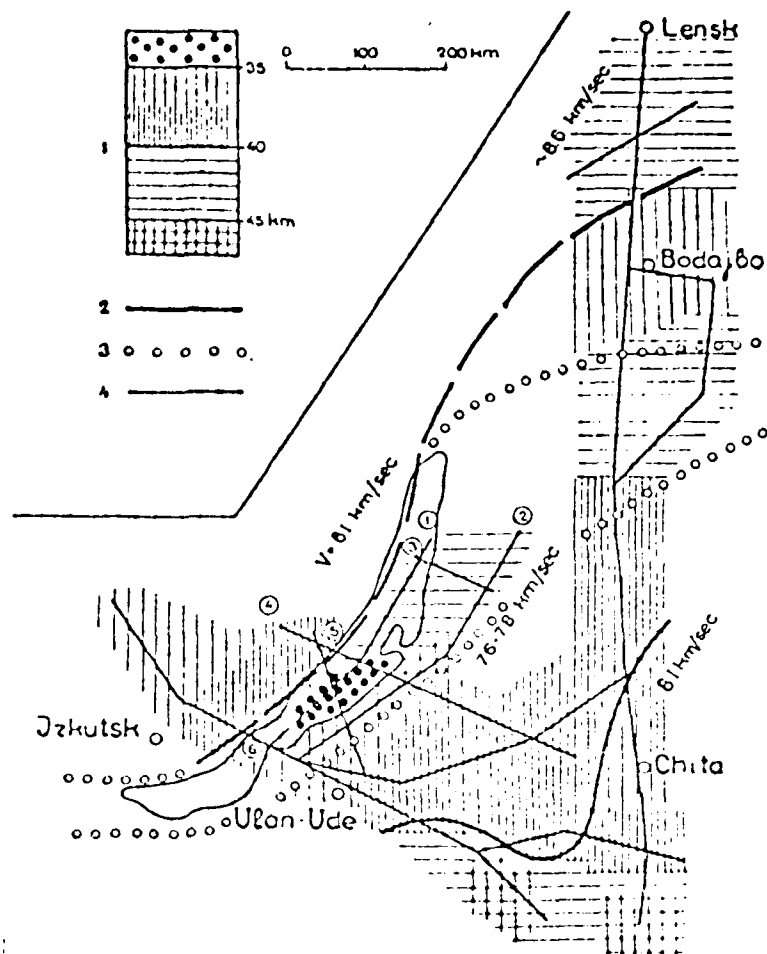 0 100 200 km
35
1
40
45 km
2
3
4
Lensk
~8.6 km/sec
Bodaibo
V=8.1 km/sec
1
2
3
4
5
7.6-7.8 km/sec
8.1 km/sec
Irkutsk
6
Chita
Ulan-Ude